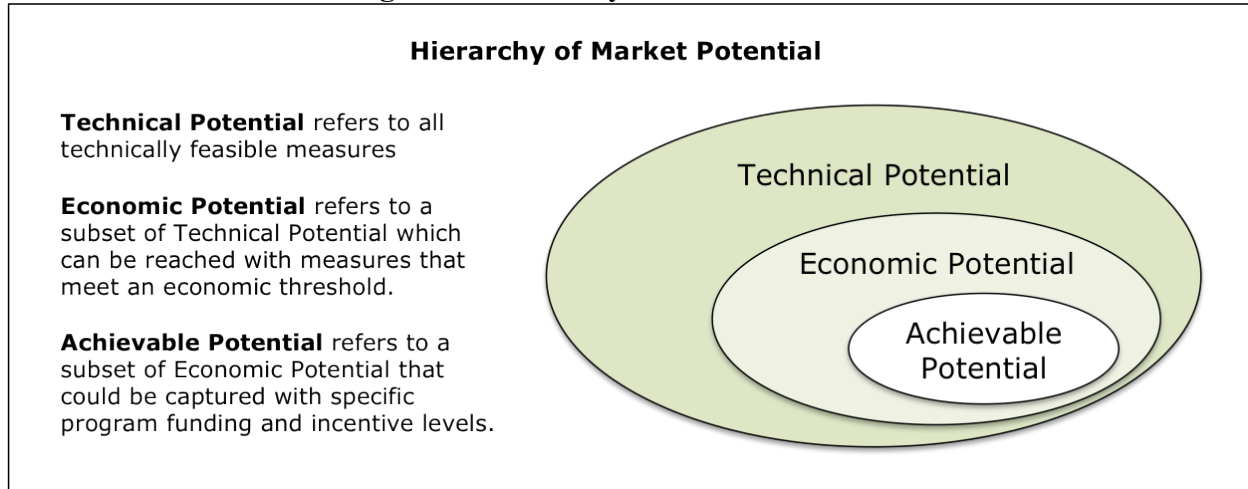 Hierarchy of Market Potential
Technical Potential refers to all
technically feasible measures
Economic Potential refers to a
subset of Technical Potential which
can be reached with measures that
meet an economic threshold.
Achievable Potential refers to a
subset of Economic Potential that
could be captured with specific
program funding and incentive levels.
Technical Potential
Economic Potential
Achievable
Potential